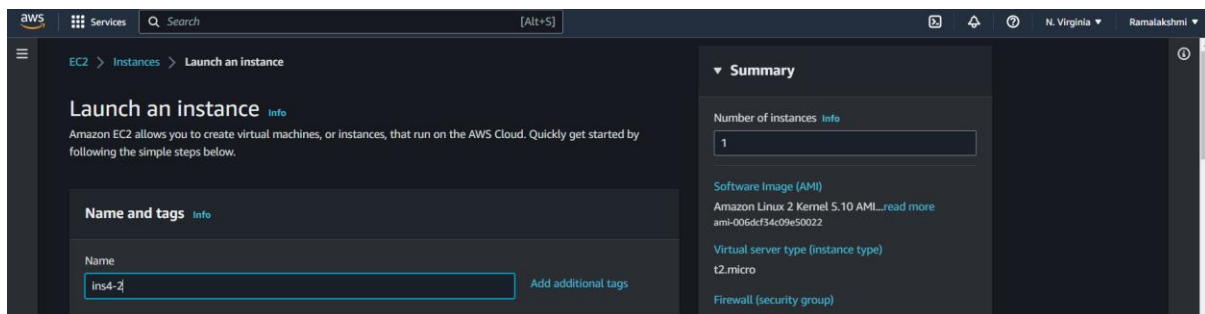 aws
Services
Search [Alt+S]
N. Virginia ▼
Ramalakshmi ▼
EC2 > Instances > Launch an instance
Launch an instance Info
Amazon EC2 allows you to create virtual machines, or instances, that run on the AWS Cloud. Quickly get started by
following the simple steps below.
Name and tags Info
Name
ins4-2
Add additional tags
▼ Summary
Number of instances Info
1
Software Image (AMI)
Amazon Linux 2 Kernel 5.10 AMI...read more
ami-006dcf34c09e50022
Virtual server type (instance type)
t2.micro
Firewall (security group)